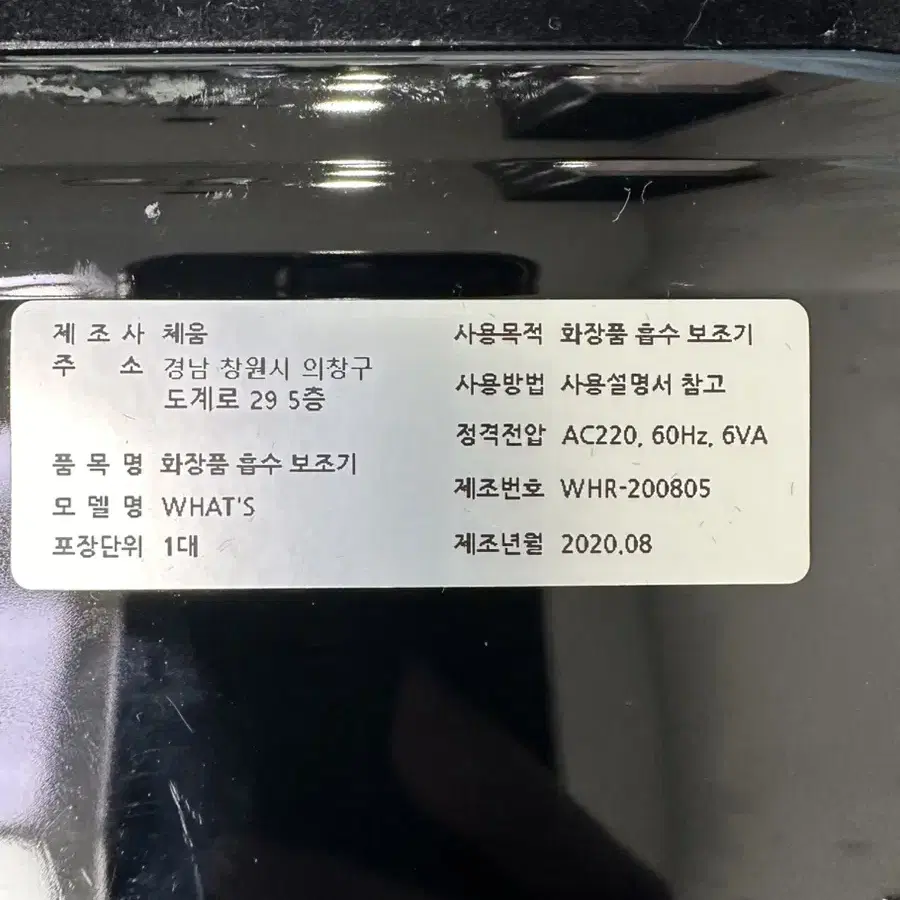 제 조 사 체움
주 소 경남 창원시 의창구
도계로 29 5층
품 목 명 화장품 흡수 보조기
모 델 명 WHAT'S
포장단위 1대
사용목적 화장품 흡수 보조기
사용방법 사용설명서 참고
정격전압 AC220, 60Hz, 6VA
제조번호 WHR-200805
제조년월 2020.08